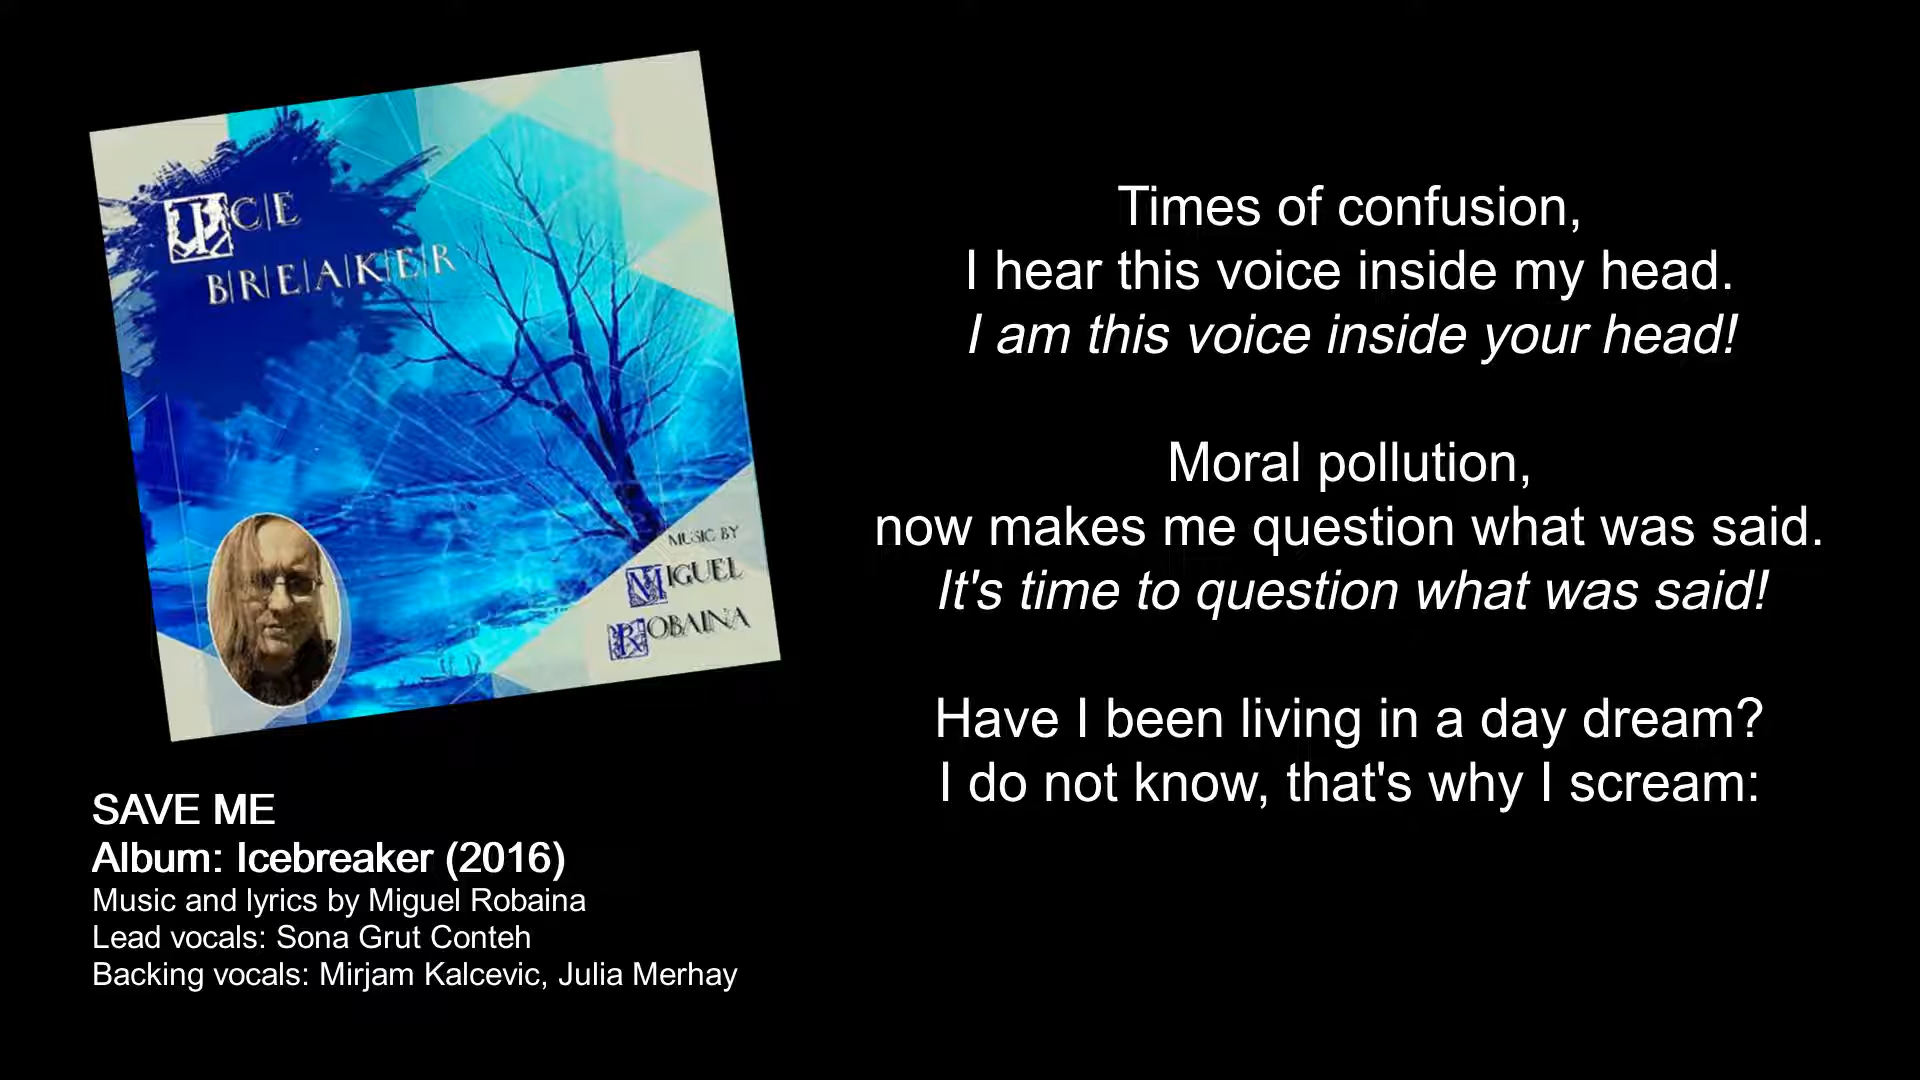 ICE
BREAKER
MUSIC BY
MIGUEL
ROBAINA
SAVE ME
Album: Icebreaker (2016)
Music and lyrics by Miguel Robaina
Lead vocals: Sona Grut Conteh
Backing vocals: Mirjam Kalcevic, Julia Merhay
Times of confusion,
I hear this voice inside my head.
I am this voice inside your head!
Moral pollution,
now makes me question what was said.
It's time to question what was said!
Have I been living in a day dream?
I do not know, that's why I scream: